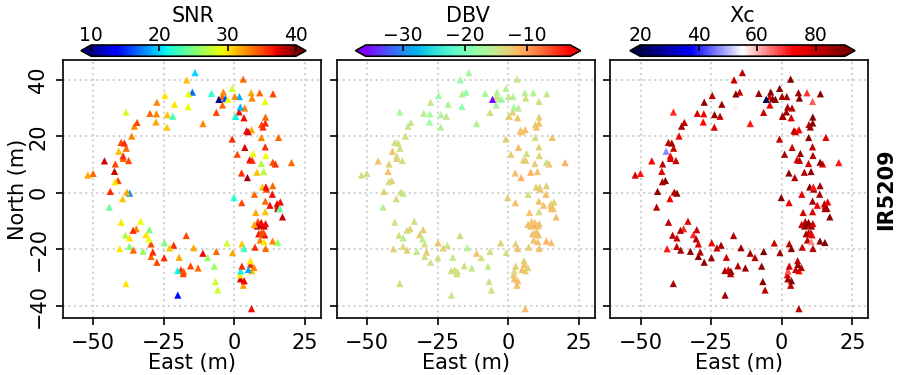 SNR DBV Xc
10 20 30 40 −30 −20 −10 20 40 60 80
40
20
0
−20
−40
North (m)
−50 −25 0 25 −50 −25 0 25 −50 −25 0 25
East (m) East (m) East (m)
IR5209